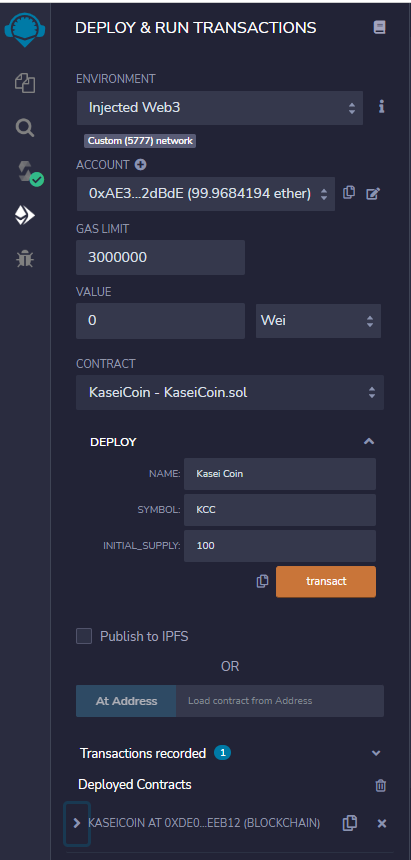 DEPLOY & RUN TRANSACTIONS
ENVIRONMENT
Injected Web3
Custom (5777) network
ACCOUNT
0xAE3...2dBdE (99.9684194 ether)
GAS LIMIT
3000000
VALUE
0 Wei
CONTRACT
KaseiCoin - KaseiCoin.sol
DEPLOY
NAME: Kasei Coin
SYMBOL: KCC
INITIAL_SUPPLY: 100
transact
Publish to IPFS
OR
At Address Load contract from Address
Transactions recorded 1
Deployed Contracts
KASEICOIN AT 0XDE0...EEB12 (BLOCKCHAIN)